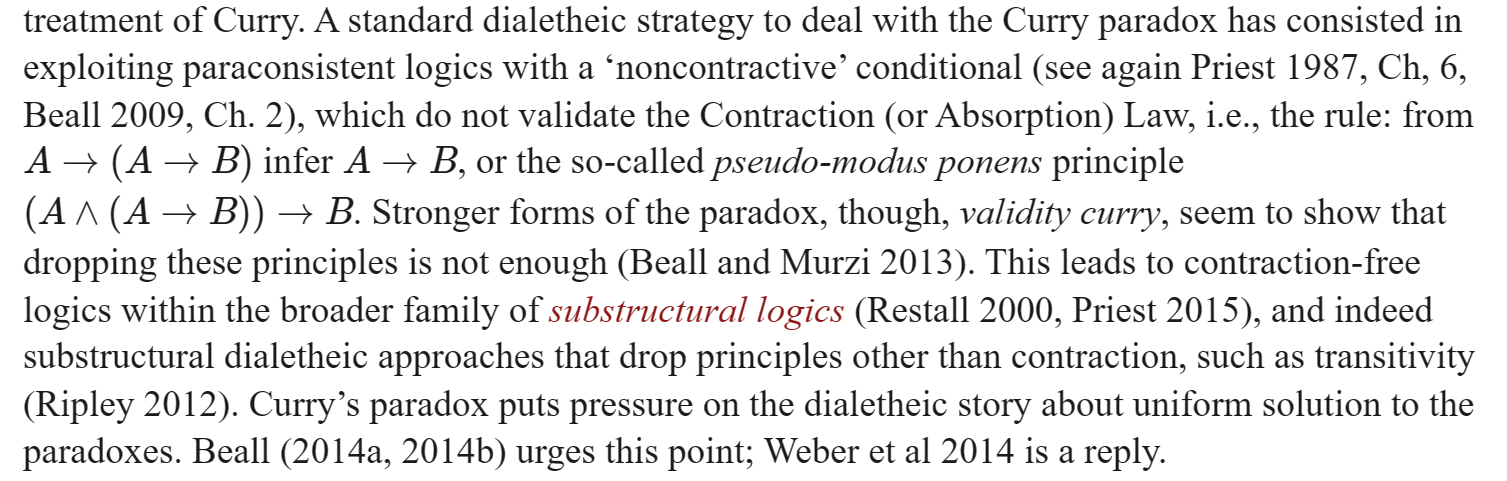 treatment of Curry. A standard dialetheic strategy to deal with the Curry paradox has consisted in
exploiting paraconsistent logics with a ‘noncontractive’ conditional (see again Priest 1987, Ch, 6,
Beall 2009, Ch. 2), which do not validate the Contraction (or Absorption) Law, i.e., the rule: from
A → (A → B) infer A → B, or the so-called pseudo-modus ponens principle
(A ∧ (A → B)) → B. Stronger forms of the paradox, though, validity curry, seem to show that
dropping these principles is not enough (Beall and Murzi 2013). This leads to contraction-free
logics within the broader family of substructural logics (Restall 2000, Priest 2015), and indeed
substructural dialetheic approaches that drop principles other than contraction, such as transitivity
(Ripley 2012). Curry’s paradox puts pressure on the dialetheic story about uniform solution to the
paradoxes. Beall (2014a, 2014b) urges this point; Weber et al 2014 is a reply.